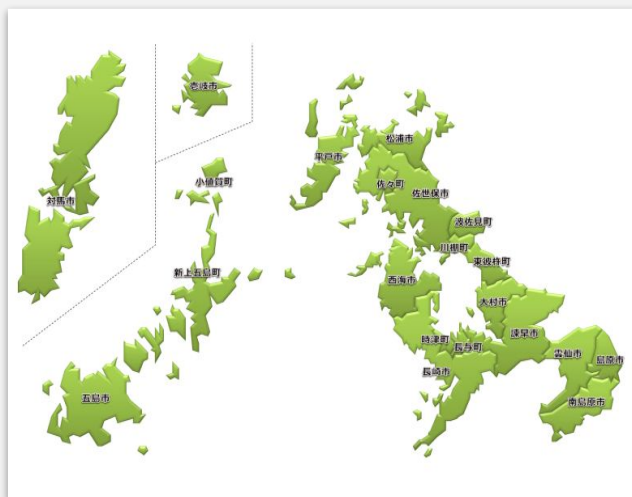 壱岐市
対馬市
小値賀町
新上五島町
五島市
平戸市
松浦市
佐々町
佐世保市
波佐見町
川棚町
東彼杵町
西海市
大村市
時津町
長与町
諫早市
長崎市
雲仙市
島原市
南島原市